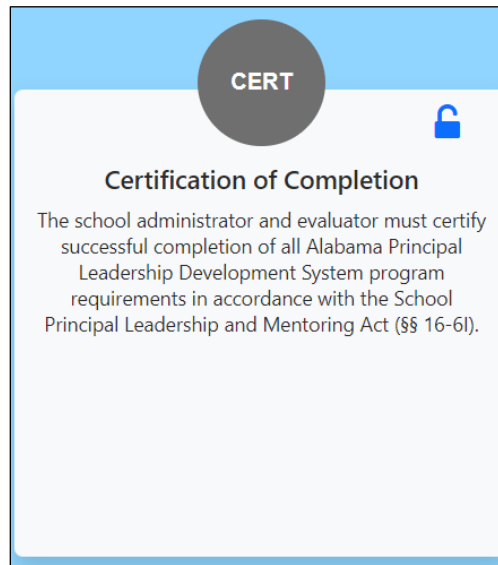 CERT
Certification of Completion
The school administrator and evaluator must certify
successful completion of all Alabama Principal
Leadership Development System program
requirements in accordance with the School
Principal Leadership and Mentoring Act (§§ 16-6I).